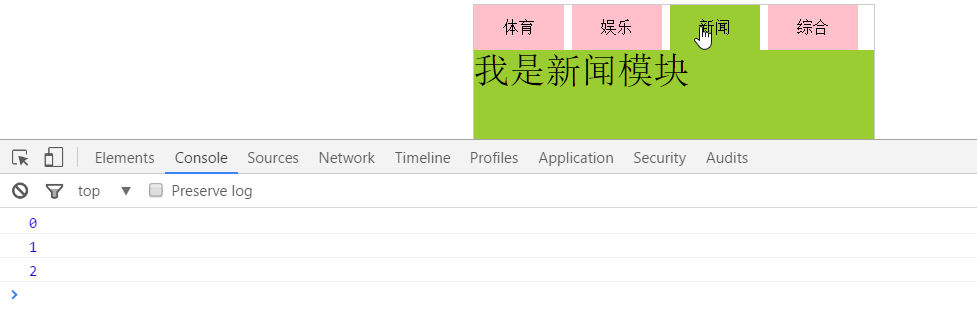 体育 娱乐 新闻 综合
我是新闻模块
Elements Console Sources Network Timeline Profiles Application Security Audits
top Preserve log
0
1
2